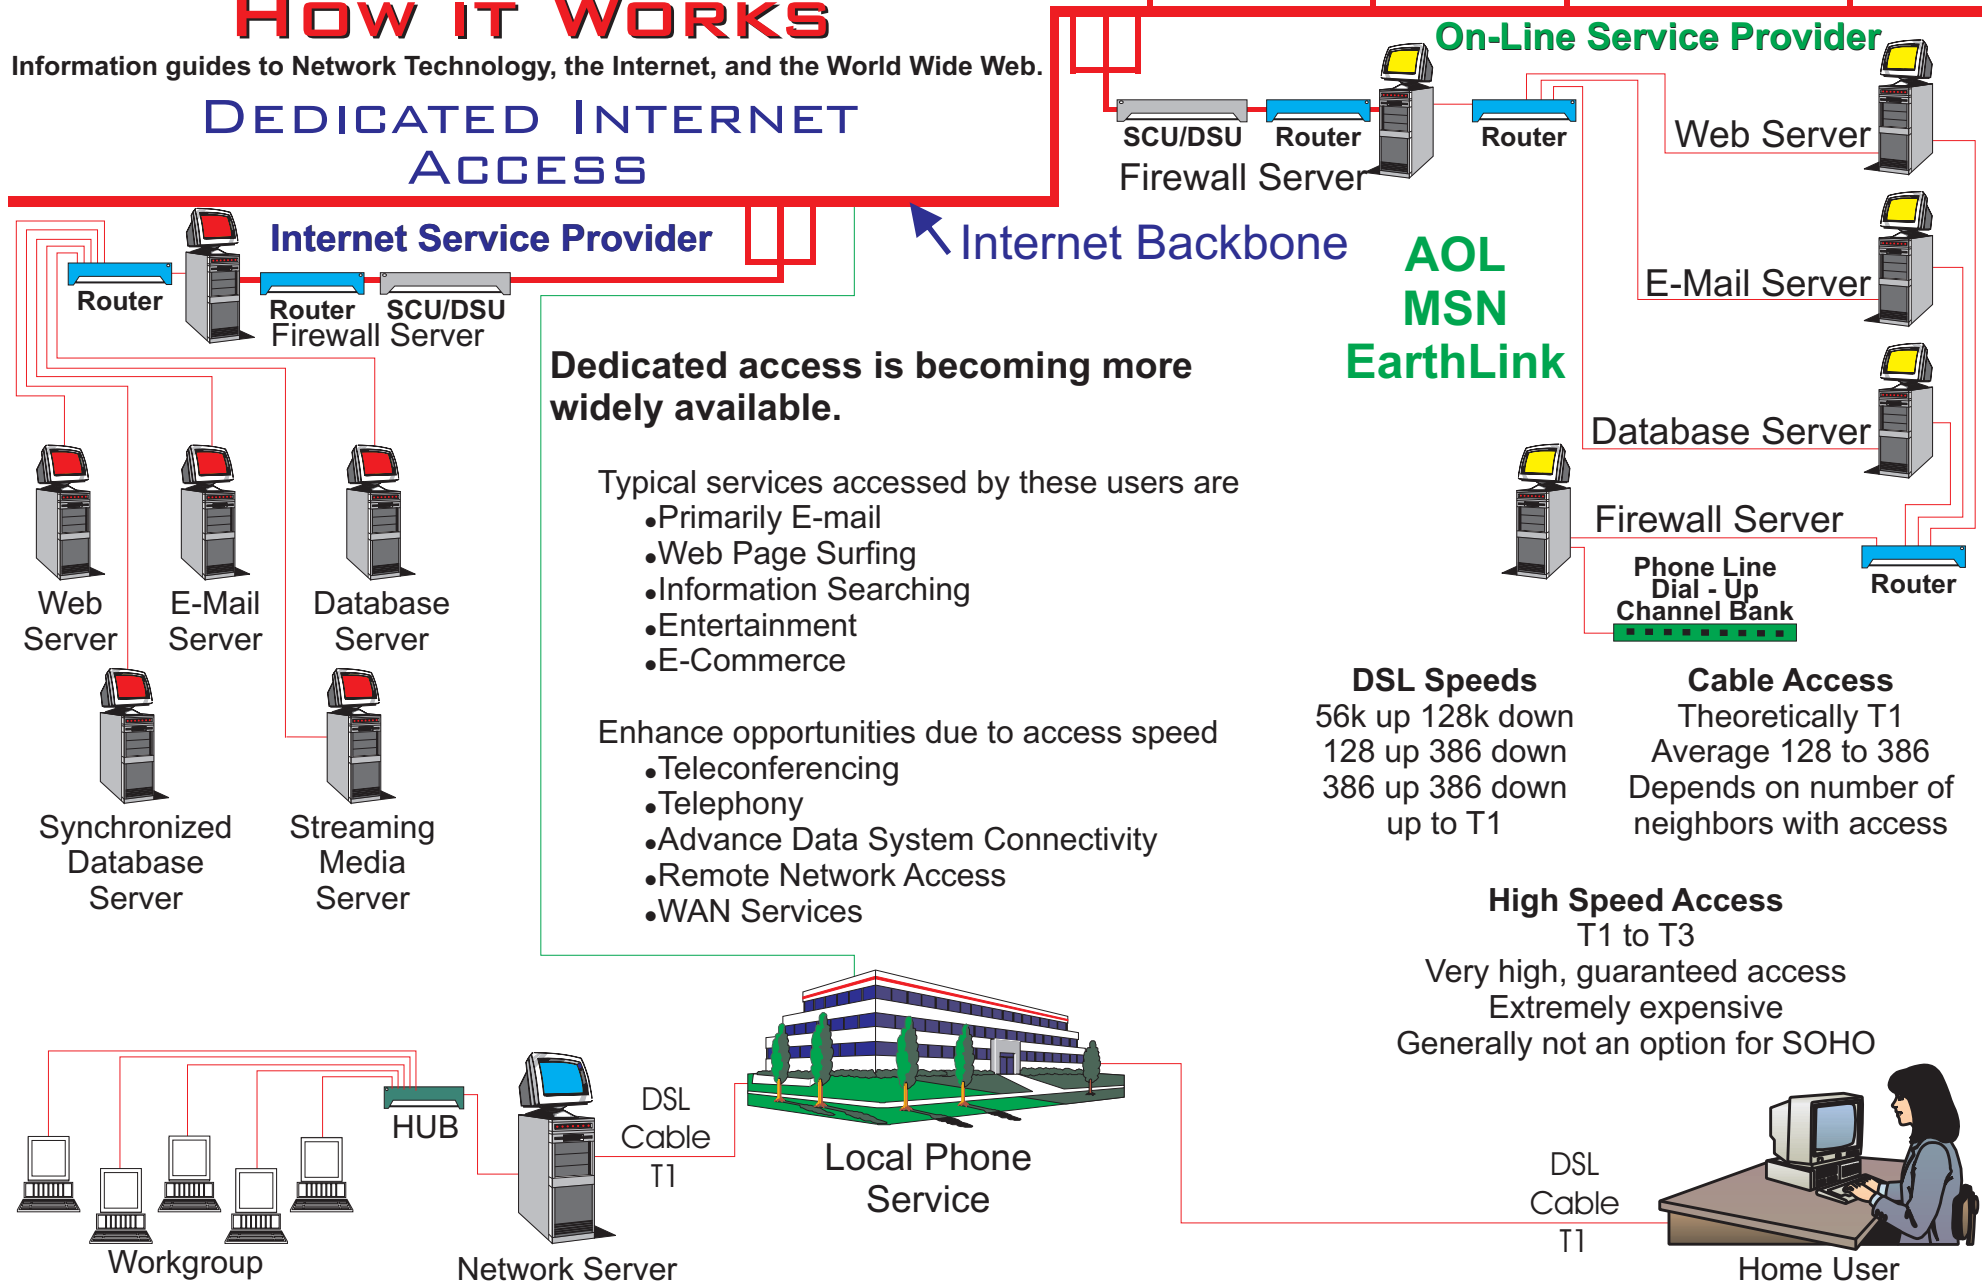 HOW IT WORKS
Information guides to Network Technology, the Internet, and the World Wide Web.
DEDICATED INTERNET
ACCESS
On-Line Service Provider
SCU/DSU
Router
Firewall Server
Router
Web Server
E-Mail Server
Database Server
Firewall Server
Router
Phone Line
Dial - Up
Channel Bank
AOL
MSN
EarthLink
Internet Backbone
Internet Service Provider
Router
Router
SCU/DSU
Firewall Server
Web
Server
E-Mail
Server
Database
Server
Synchronized
Database
Server
Streaming
Media
Server
Dedicated access is becoming more
widely available.
Typical services accessed by these users are
•Primarily E-mail
•Web Page Surfing
•Information Searching
•Entertainment
•E-Commerce
Enhance opportunities due to access speed
•Teleconferencing
•Telephony
•Advance Data System Connectivity
•Remote Network Access
•WAN Services
DSL Speeds
56k up 128k down
128 up 386 down
386 up 386 down
up to T1
Cable Access
Theoretically T1
Average 128 to 386
Depends on number of
neighbors with access
High Speed Access
T1 to T3
Very high, guaranteed access
Extremely expensive
Generally not an option for SOHO
HUB
Workgroup
Network Server
DSL
Cable
T1
Local Phone
Service
DSL
Cable
T1
Home User